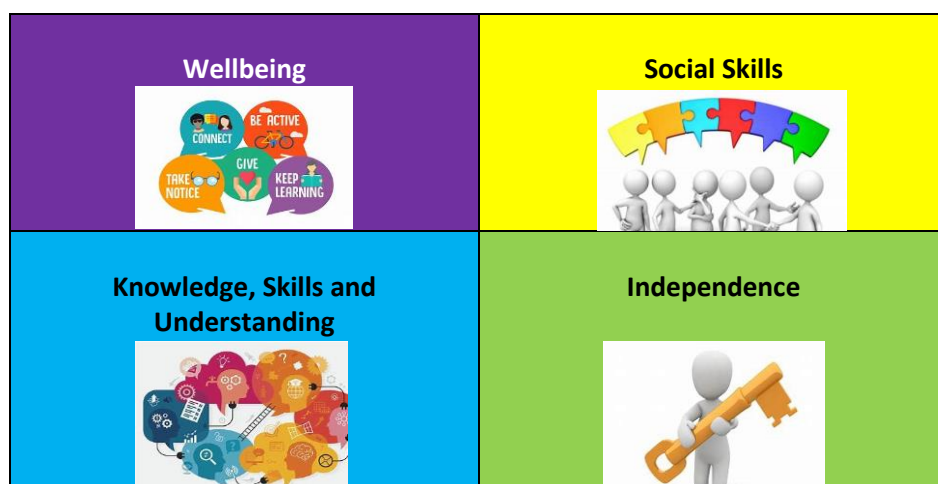 Wellbeing
CONNECT
BE ACTIVE
TAKE
NOTICE
GIVE
KEEP
LEARNING
Social Skills
Knowledge, Skills and
Understanding
Independence